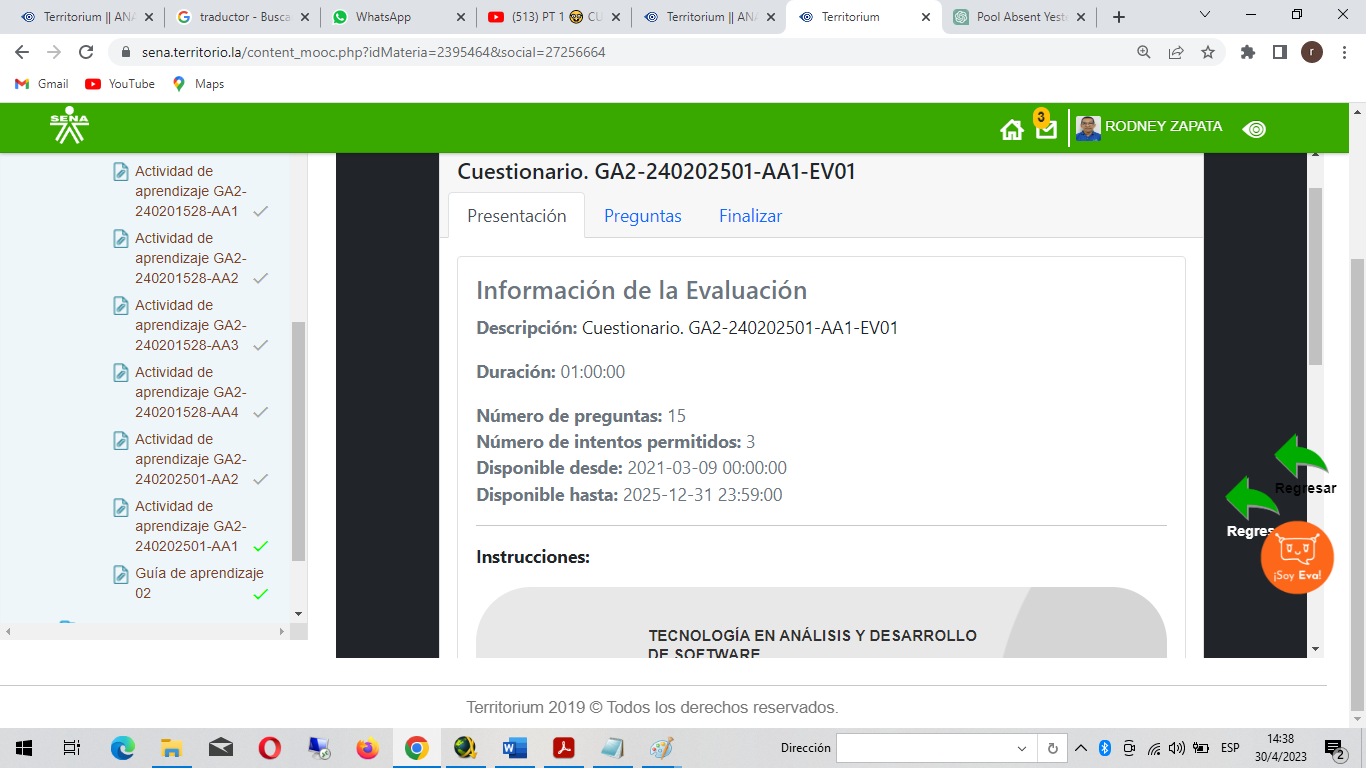 Territorium || ANA
traductor - Busca
WhatsApp
(513) PT 1 🤓 CU
Territorium || ANA
Territorium
Pool Absent Yeste
sena.territorio.la/content_mooc.php?idMateria=2395464&social=27256664
r
Gmail
YouTube
Maps
SENA
3
RODNEY ZAPATA
Actividad de
aprendizaje GA2-
240201528-AA1
Actividad de
aprendizaje GA2-
240201528-AA2
Actividad de
aprendizaje GA2-
240201528-AA3
Actividad de
aprendizaje GA2-
240201528-AA4
Actividad de
aprendizaje GA2-
240202501-AA2
Actividad de
aprendizaje GA2-
240202501-AA1
Guía de aprendizaje
02
Cuestionario. GA2-240202501-AA1-EV01
Presentación Preguntas Finalizar
Información de la Evaluación
Descripción: Cuestionario. GA2-240202501-AA1-EV01
Duración: 01:00:00
Número de preguntas: 15
Número de intentos permitidos: 3
Disponible desde: 2021-03-09 00:00:00
Disponible hasta: 2025-12-31 23:59:00
Instrucciones:
TECNOLOGÍA EN ANÁLISIS Y DESARROLLO
DE SOFTWARE
Regresar
Regres
¡Soy Eva!
Territorium 2019 © Todos los derechos reservados.
Dirección
ESP
14:38
30/4/2023
2